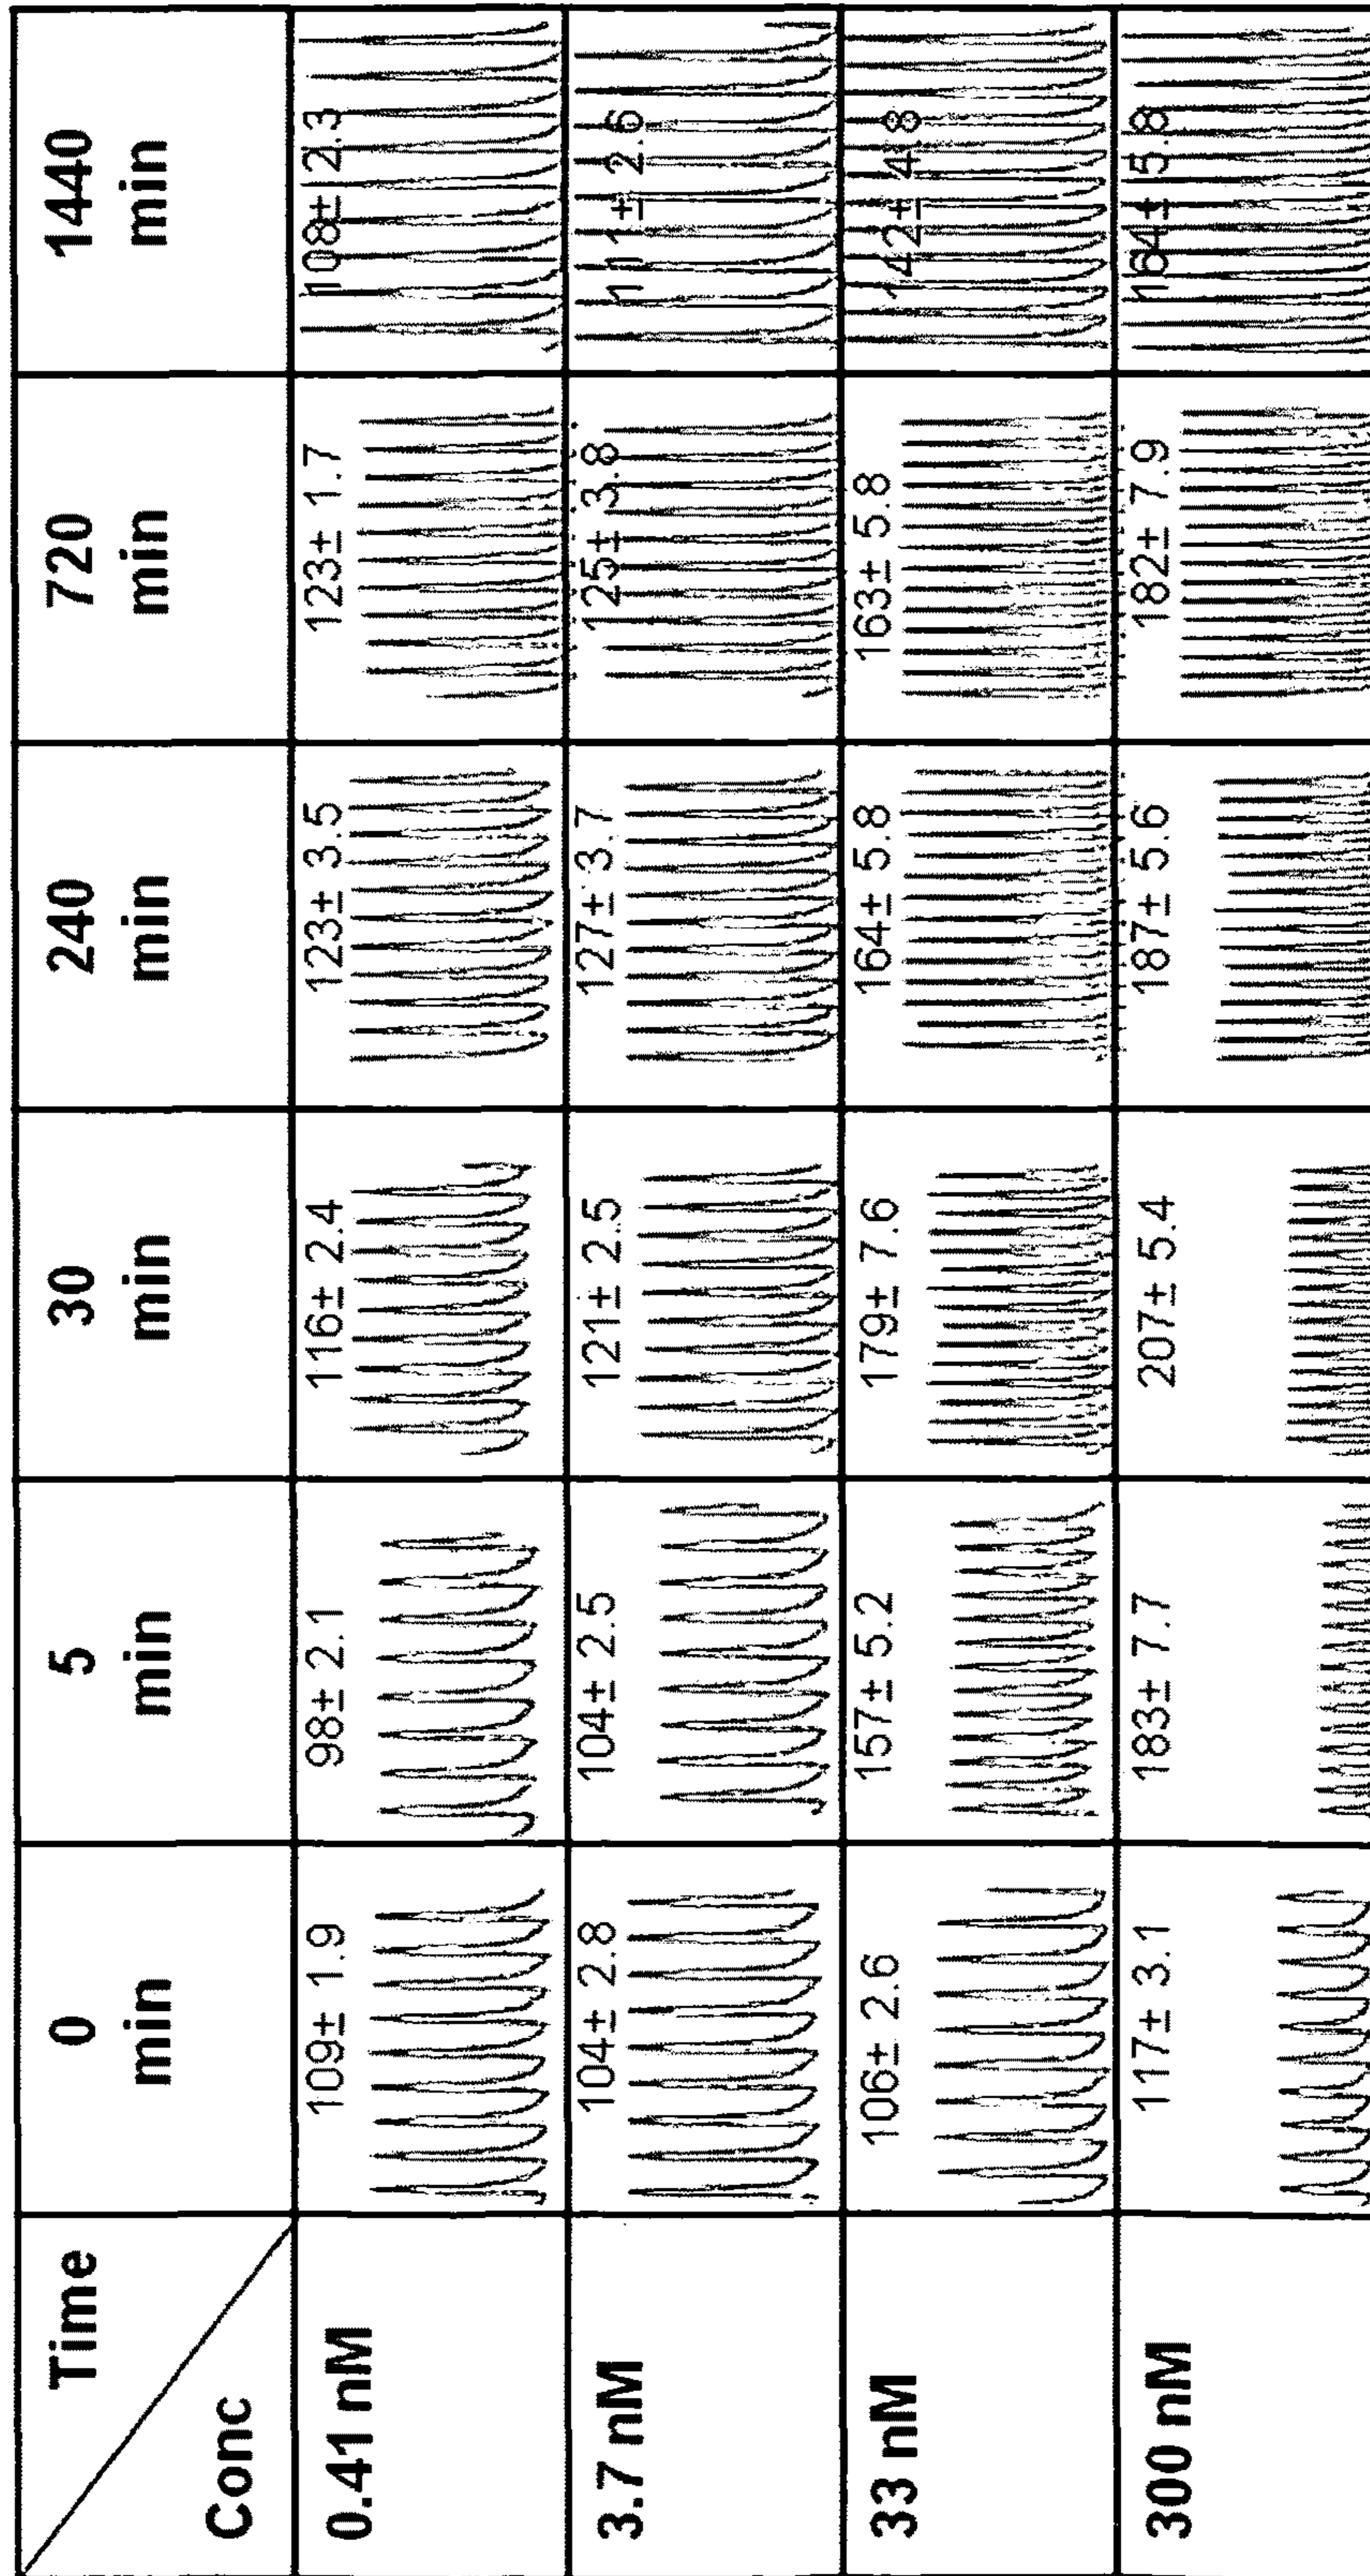 Time
Conc
0
min
5
min
30
min
240
min
720
min
1440
min
0.41 nM
109± 1.9
98± 2.1
116± 2.4
123± 3.5
123± 1.7
108± 2.3
3.7 nM
104± 2.8
104± 2.5
121± 2.5
127± 3.7
125± 3.8
111± 2.6
33 nM
106± 2.6
157± 5.2
179± 7.6
164± 5.8
163± 5.8
142± 4.8
300 nM
117± 3.1
183± 7.7
207± 5.4
187± 5.6
182± 7.9
164± 5.8